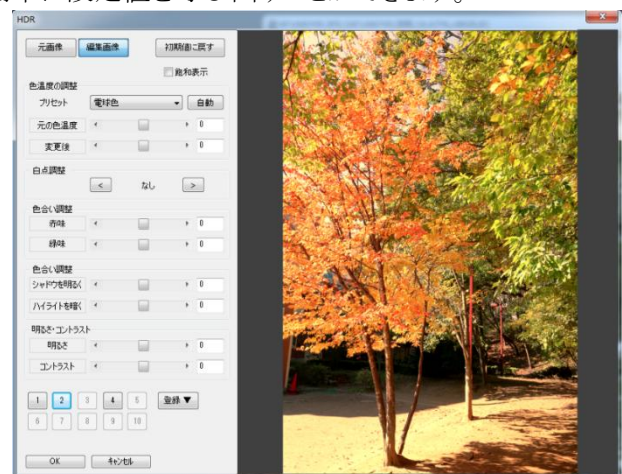 HDR
元画像 編集画像 初期値に戻す
飽和表示
色温度の調整
プリセット 電球色 自動
元の色温度 0
変更後 0
白点調整
< なし >
色合い調整
赤味 0
緑味 0
色合い調整
シャドウを明るく 0
ハイライトを暗く 0
明るさ・コントラスト
明るさ 0
コントラスト 0
1 2 3 4 5 登録 ▼
6 7 8 9 10
OK キャンセル